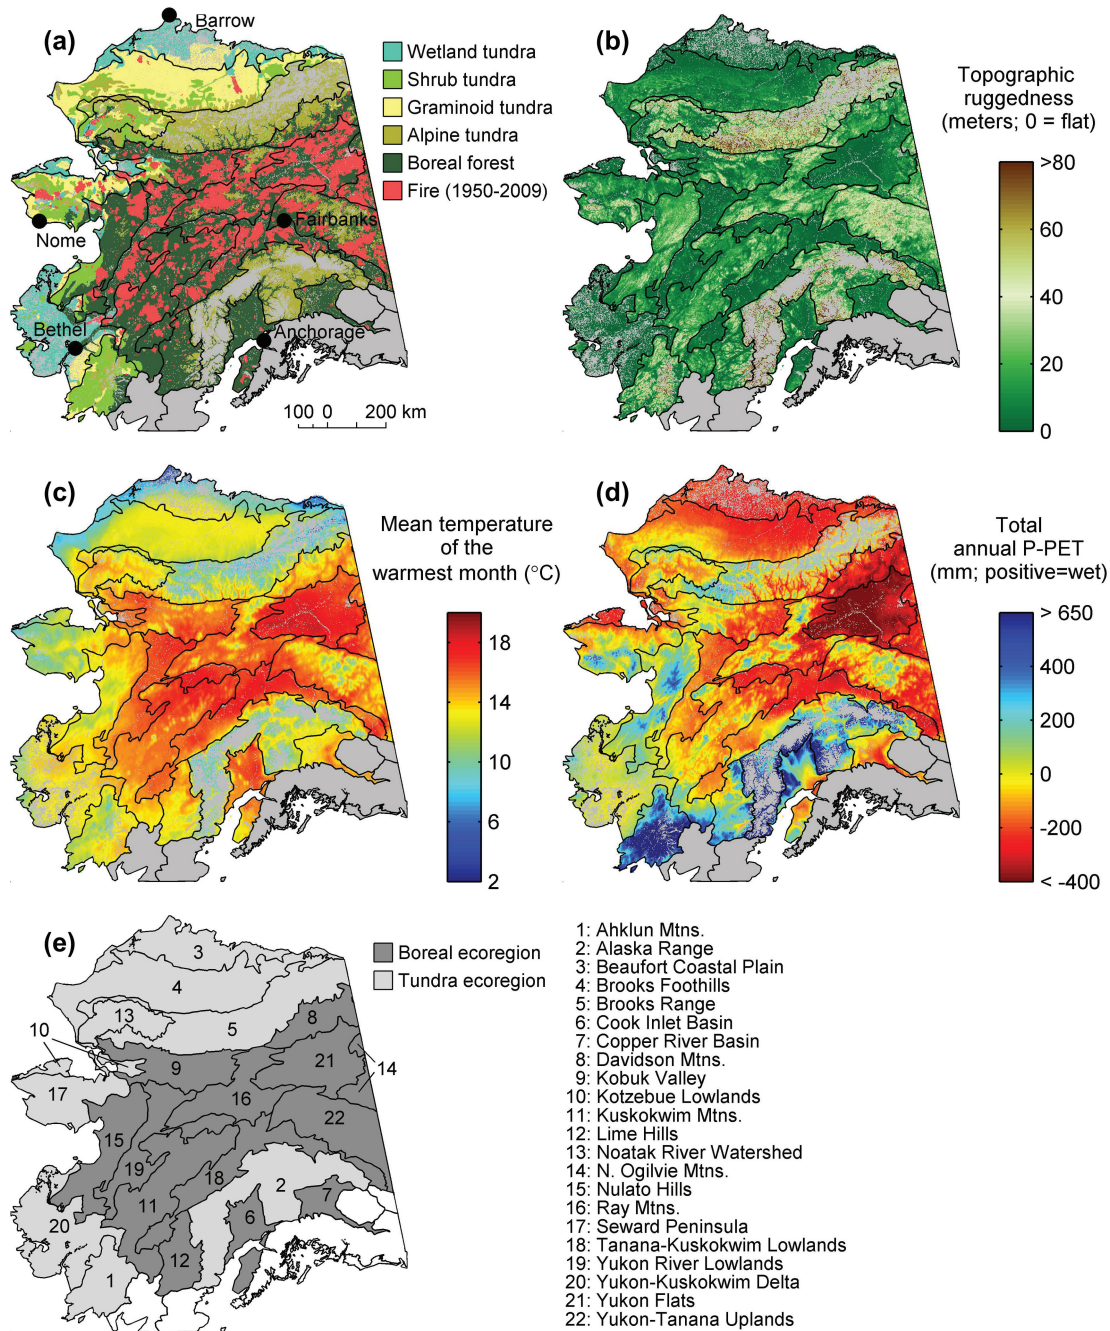 (a)
Barrow
Wetland tundra
Shrub tundra
Graminoid tundra
Alpine tundra
Boreal forest
Fire (1950-2009)
Fairbanks
Nome
Bethel
Anchorage
100 0 200 km
(b)
Topographic
ruggedness
(meters; 0 = flat)
>80
60
40
20
0
(c)
Mean temperature
of the
warmest month (°C)
18
14
10
6
2
(d)
Total
annual P-PET
(mm; positive=wet)
> 650
400
200
0
-200
< -400
(e)
Boreal ecoregion
Tundra ecoregion
3
4
13
5
8
10
21
9
14
17
16
22
15
19
18
2
7
11
20
6
12
1
1: Ahklun Mtns.
2: Alaska Range
3: Beaufort Coastal Plain
4: Brooks Foothills
5: Brooks Range
6: Cook Inlet Basin
7: Copper River Basin
8: Davidson Mtns.
9: Kobuk Valley
10: Kotzebue Lowlands
11: Kuskokwim Mtns.
12: Lime Hills
13: Noatak River Watershed
14: N. Ogilvie Mtns.
15: Nulato Hills
16: Ray Mtns.
17: Seward Peninsula
18: Tanana-Kuskokwim Lowlands
19: Yukon River Lowlands
20: Yukon-Kuskokwim Delta
21: Yukon Flats
22: Yukon-Tanana Uplands